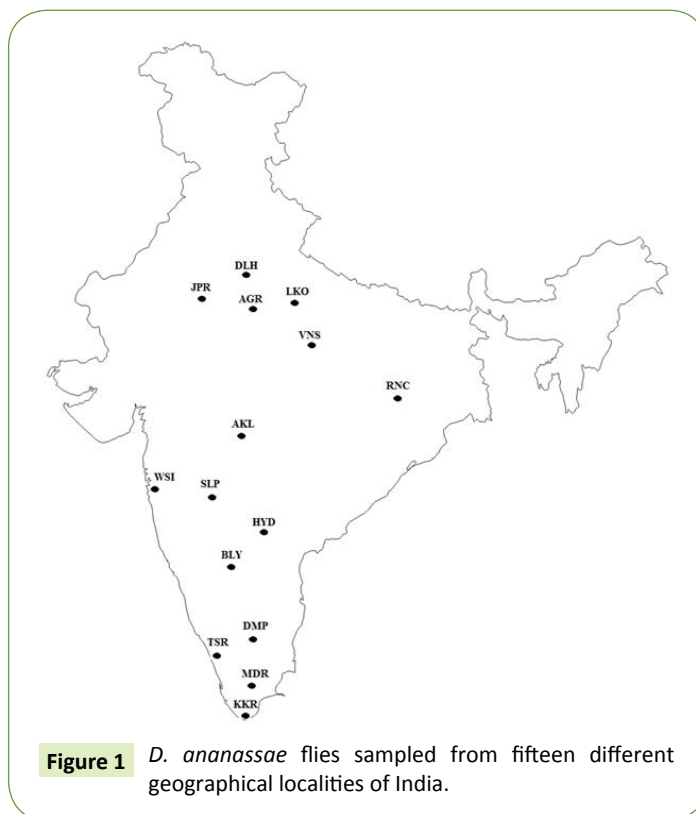 DLH
JPR
AGR
LKO
VNS
RNC
AKL
WSI
SLP
HYD
BLY
DMP
TSR
MDR
KKR
Figure 1 D. ananassae flies sampled from fifteen different
geographical localities of India.